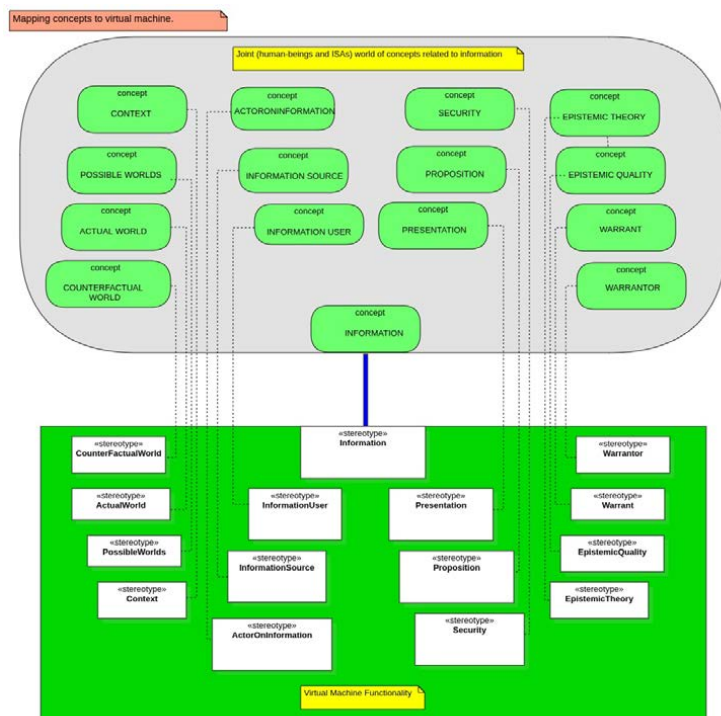 Mapping concepts to virtual machine.
Joint (human-beings and ISAs) world of concepts related to information
concept
CONTEXT
concept
ACTORONINFORMATION
concept
SECURITY
concept
EPISTEMIC THEORY
concept
POSSIBLE WORLDS
concept
INFORMATION SOURCE
concept
PROPOSITION
concept
EPISTEMIC QUALITY
concept
ACTUAL WORLD
concept
INFORMATION USER
concept
PRESENTATION
concept
WARRANT
concept
COUNTERFACTUAL
WORLD
concept
WARRANTOR
concept
INFORMATION
«stereotype»
CounterFactualWorld
«stereotype»
Information
«stereotype»
Warrantor
«stereotype»
ActualWorld
«stereotype»
InformationUser
«stereotype»
Presentation
«stereotype»
Warrant
«stereotype»
PossibleWorlds
«stereotype»
InformationSource
«stereotype»
Proposition
«stereotype»
EpistemicQuality
«stereotype»
Context
«stereotype»
ActorOnInformation
«stereotype»
Security
«stereotype»
EpistemicTheory
Virtual Machine Functionality